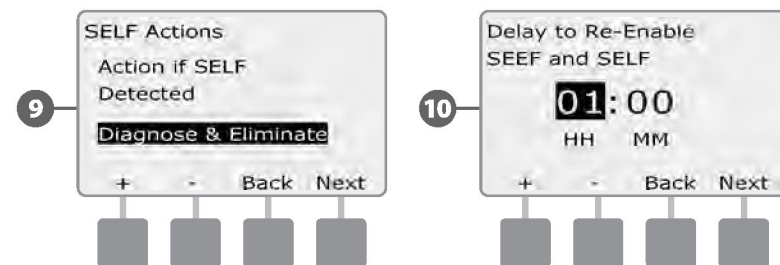 9
SELF Actions
Action if SELF
Detected
Diagnose & Eliminate
+ - Back Next
10
Delay to Re-Enable
SEEF and SELF
01:00
HH MM
+ - Back Next